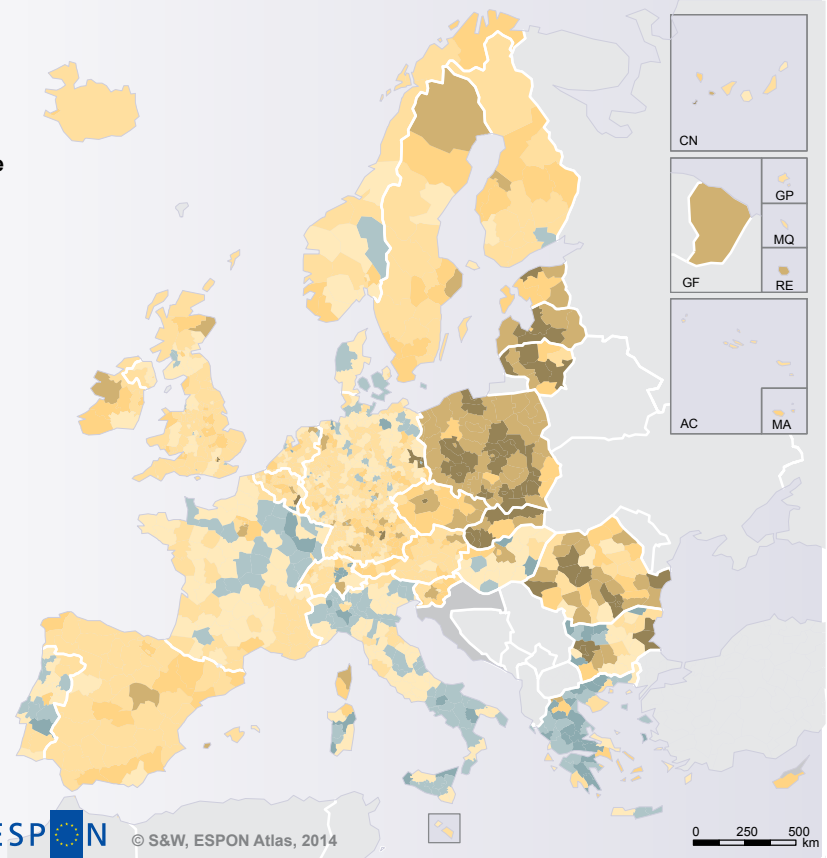 e
CN
GP
MQ
GF
RE
AC
MA
ESPON
© S&W, ESPON Atlas, 2014
0 250 500
km